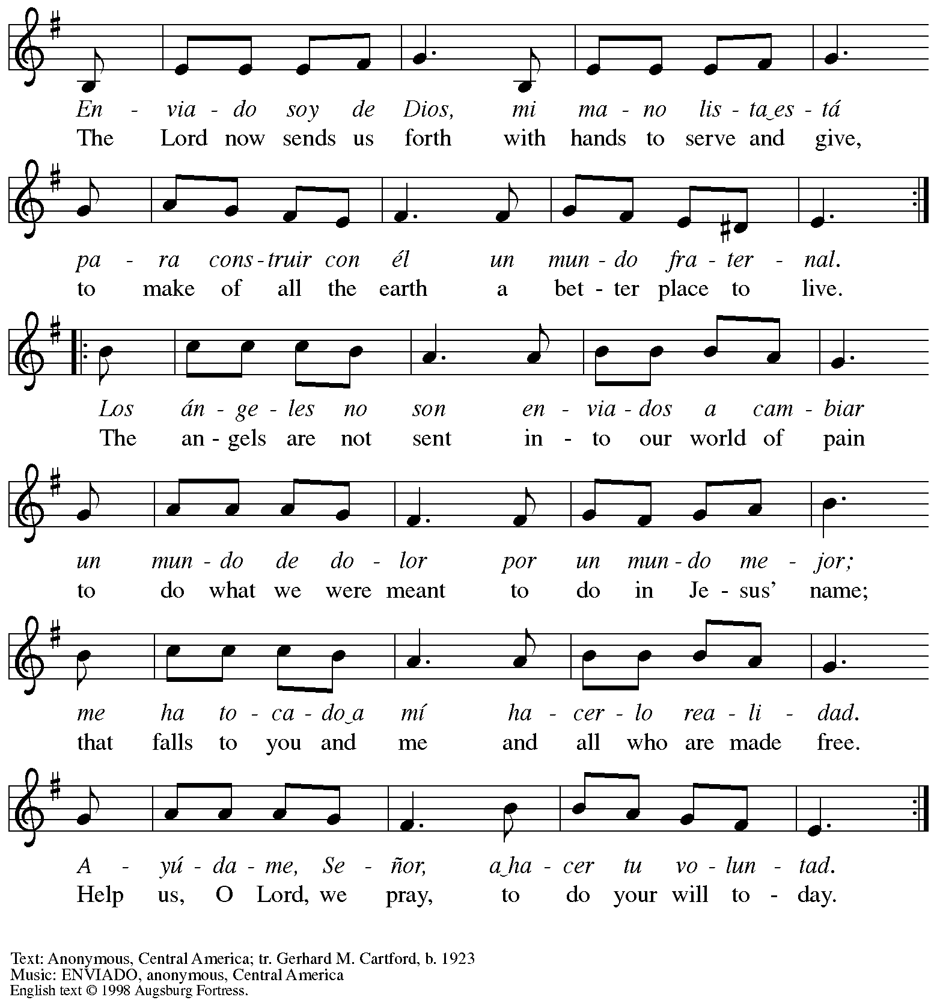 En - via - do soy de Dios, mi ma - no lis - ta‿es - tá
The Lord now sends us forth with hands to serve and give,
pa - ra cons - truir con él un mun - do fra - ter - nal.
to make of all the earth a bet - ter place to live.
Los án - ge - les no son en - via - dos a cam - biar
The an - gels are not sent in - to our world of pain
un mun - do de do - lor por un mun - do me - jor;
to do what we were meant to do in Je - sus’ name;
me ha to - ca - do‿a mí ha - cer - lo rea - li - dad.
that falls to you and me and all who are made free.
A - yú - da - me, Se - ñor, a‿ha - cer tu vo - lun - tad.
Help us, O Lord, we pray, to do your will to - day.
Text: Anonymous, Central America; tr. Gerhard M. Cartford, b. 1923
Music: ENVIADO, anonymous, Central America
English text © 1998 Augsburg Fortress.